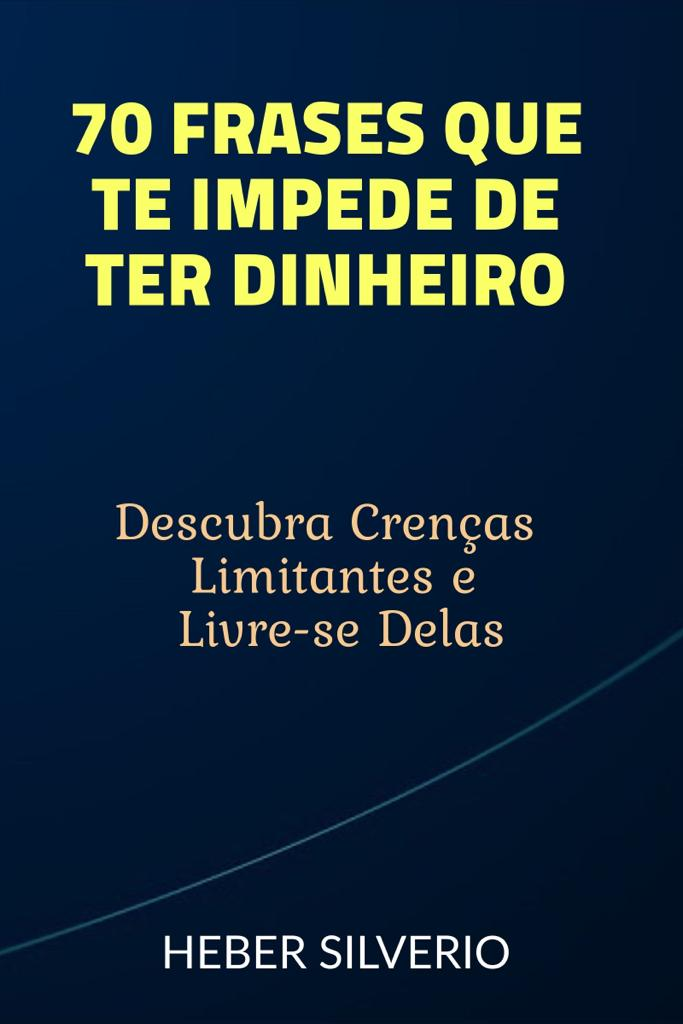 70 FRASES QUE
TE IMPEDE DE
TER DINHEIRO
Descubra Crenças
Limitantes e
Livre-se Delas
HEBER SILVERIO